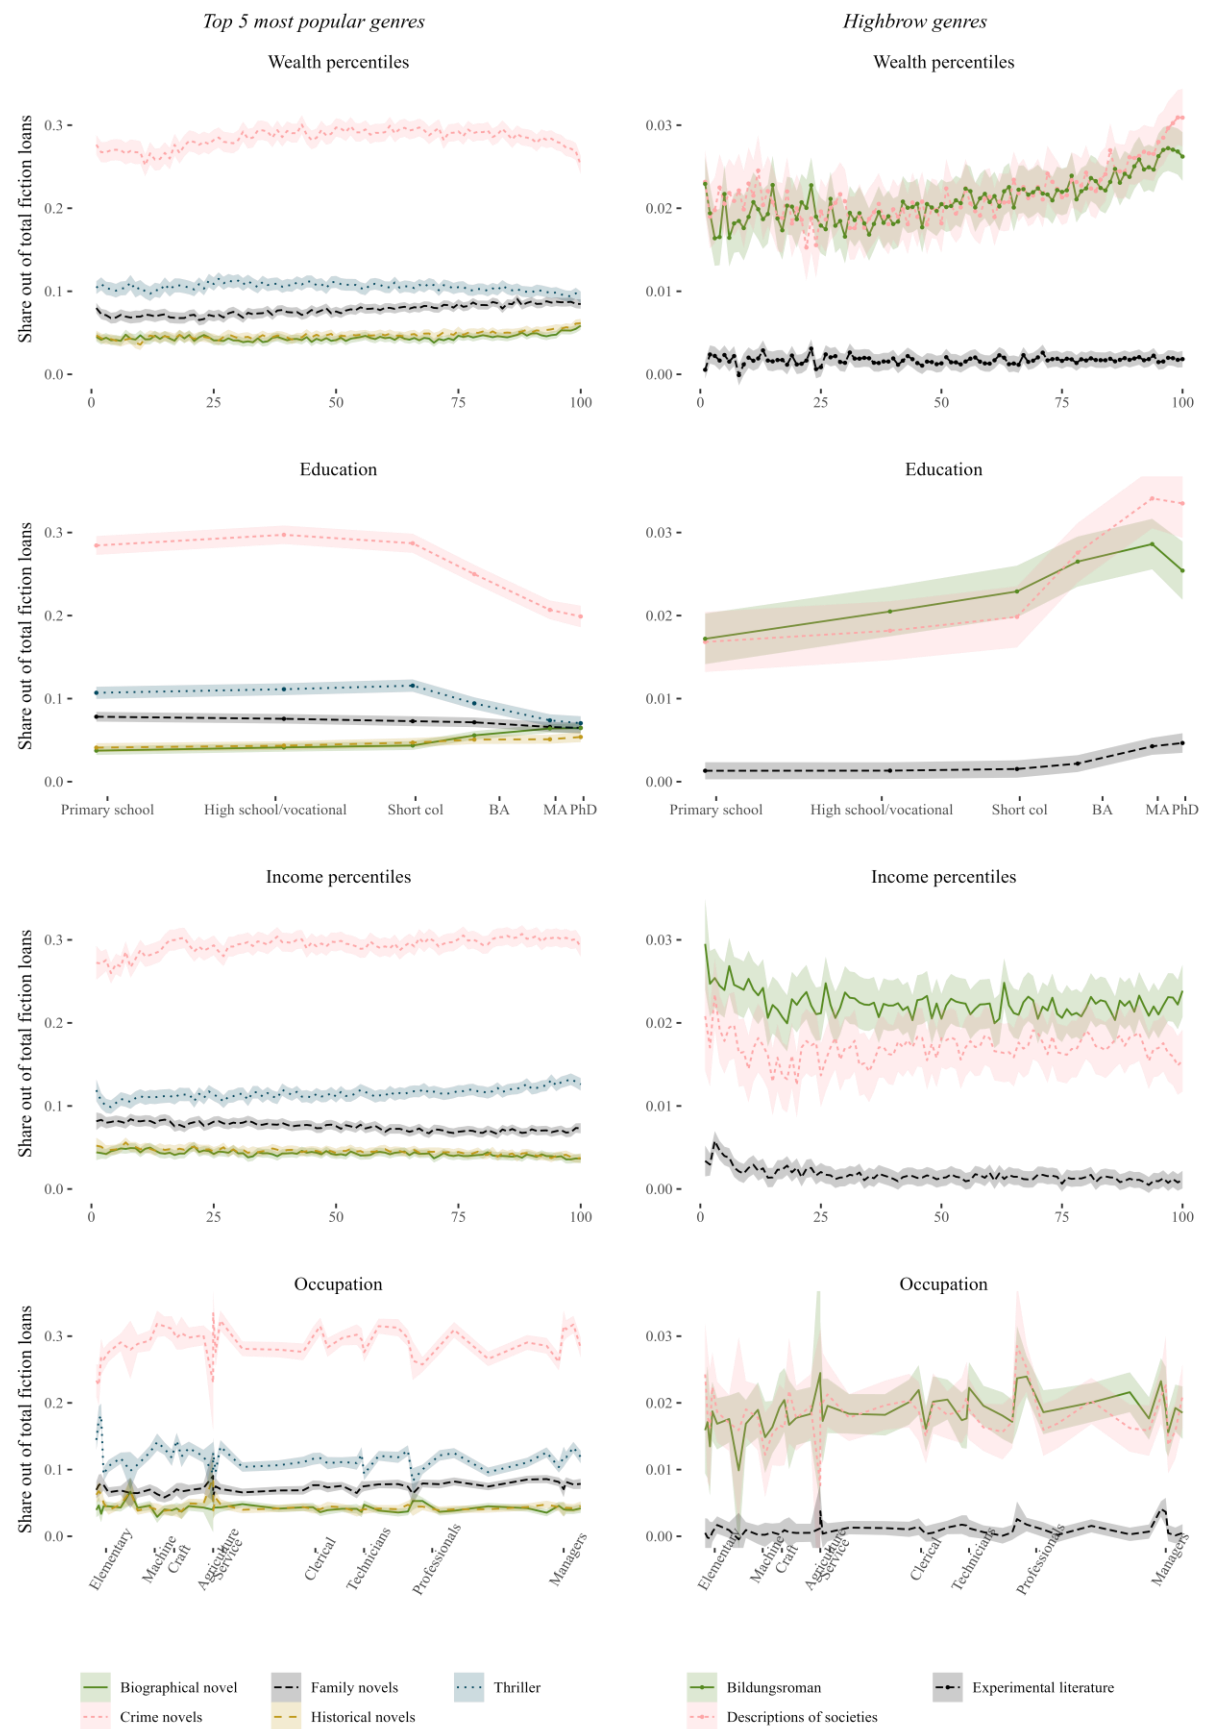 Top 5 most popular genres
Highbrow genres
Wealth percentiles
Wealth percentiles
Share out of total fiction loans
0.3
0.2
0.1
0.0
0 25 50 75 100
0.03
0.02
0.01
0.00
0 25 50 75 100
Education
Education
Share out of total fiction loans
0.3
0.2
0.1
0.0
Primary school High school/vocational Short col BA MA PhD
0.03
0.02
0.01
0.00
Primary school High school/vocational Short col BA MA PhD
Income percentiles
Income percentiles
Share out of total fiction loans
0.3
0.2
0.1
0.0
0 25 50 75 100
0.03
0.02
0.01
0.00
0 25 50 75 100
Occupation
Occupation
Share out of total fiction loans
0.3
0.2
0.1
0.0
Elementary Machine Craft Agriculture Service Clerical Technicians Professionals Managers
0.03
0.02
0.01
0.00
Elementary Machine Craft Agriculture Service Clerical Technicians Professionals Managers
Biographical novel Family novels Thriller
Crime novels Historical novels
Bildungsroman Experimental literature
Descriptions of societies